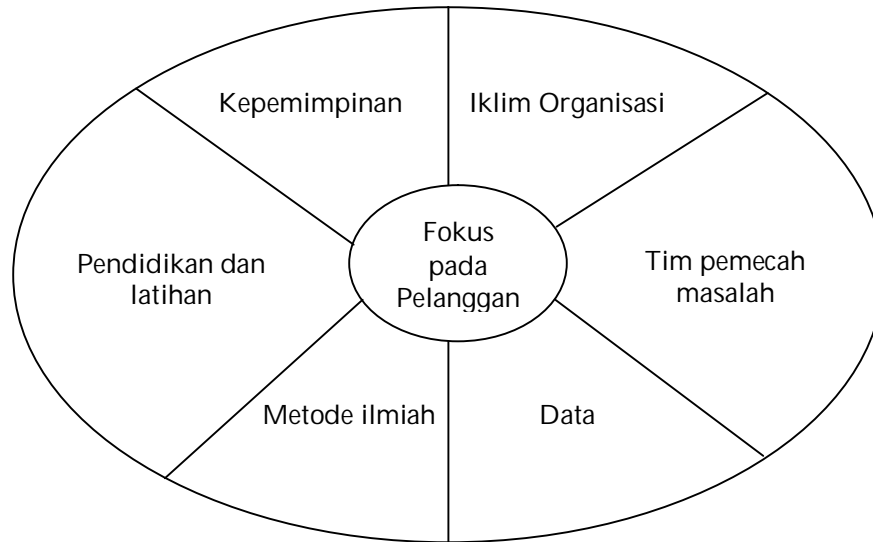 Kepemimpinan
Iklim Organisasi
Pendidikan dan
latihan
Fokus
pada
Pelanggan
Tim pemecah
masalah
Metode ilmiah
Data